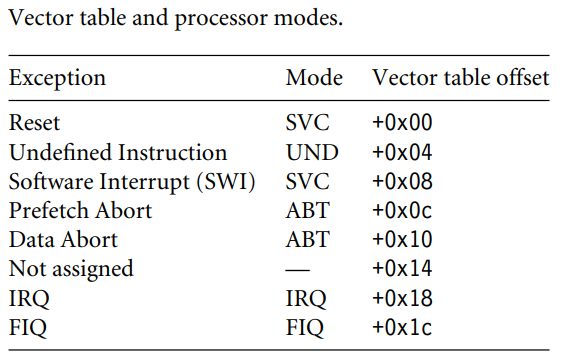 Vector table and processor modes.
Exception Mode Vector table offset
Reset SVC +0x00
Undefined Instruction UND +0x04
Software Interrupt (SWI) SVC +0x08
Prefetch Abort ABT +0x0c
Data Abort ABT +0x10
Not assigned — +0x14
IRQ IRQ +0x18
FIQ FIQ +0x1c